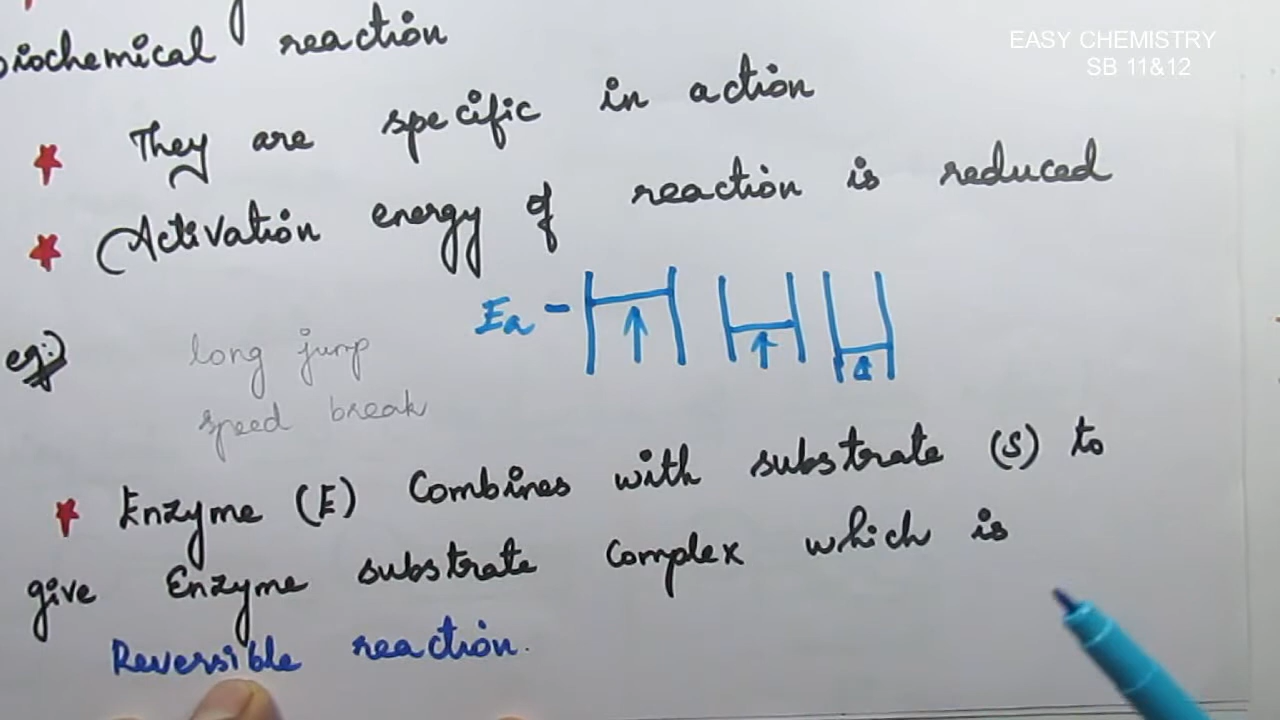 biochemical reaction
EASY CHEMISTRY
SB 11&12
They are specific in action
Activation energy of reaction is reduced
Ea -
eg:)
long jump
speed break
Enzyme (E) Combines with substrate (S) to
give Enzyme substrate Complex which is
Reversible reaction.